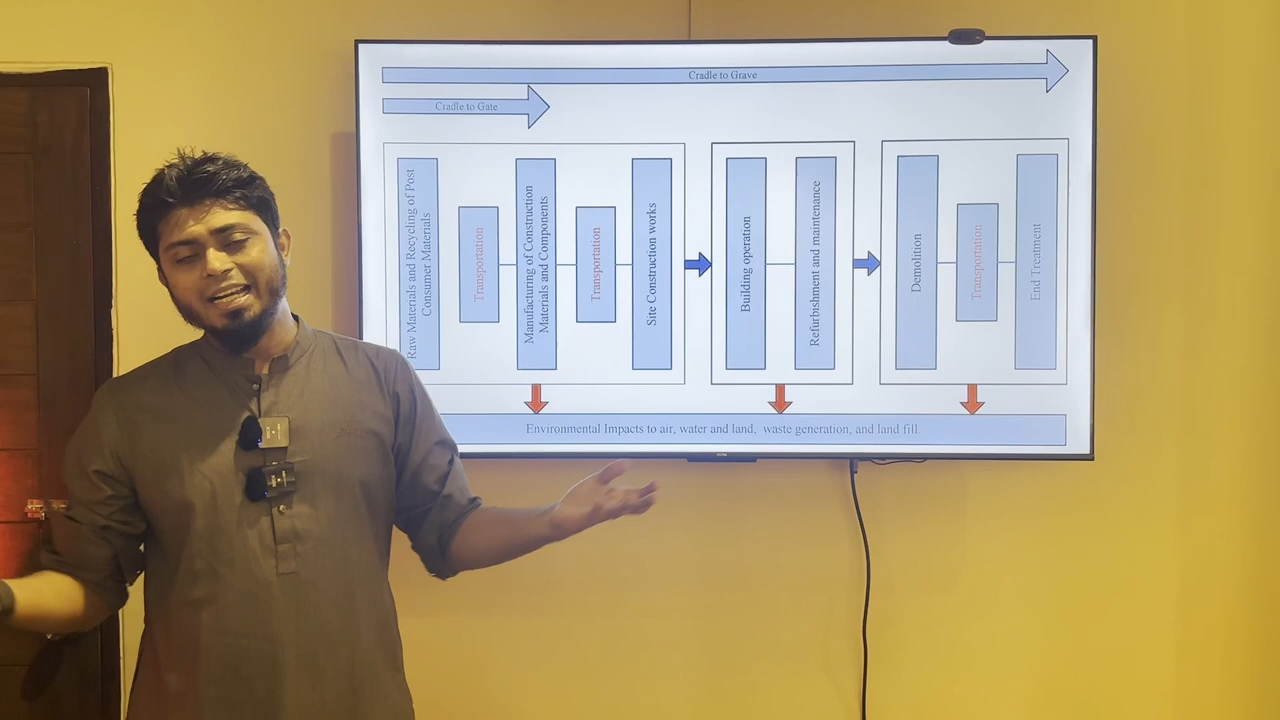 Cradle to Grave
Cradle to Gate
Raw Materials and Recycling of Post
Consumer Materials
Transportation
Manufacturing of Construction
Materials and Components
Transportation
Site Construction works
Building operation
Refurbishment and maintenance
Demolition
Transportation
End Treatment
Environmental Impacts to air, water and land, waste generation, and land fill.